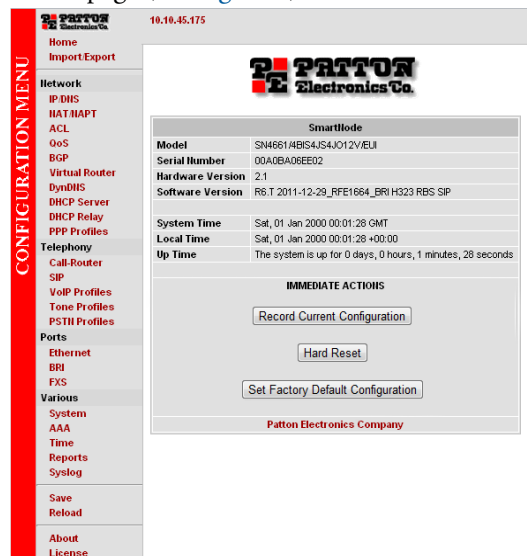 PATTON
Electronics Co.
10.10.45.175
CONFIGURATION MENU
Home
Import/Export
Network
IP/DNS
NAT/NAPT
ACL
QoS
BGP
Virtual Router
DynDNS
DHCP Server
DHCP Relay
PPP Profiles
Telephony
Call-Router
SIP
VoIP Profiles
Tone Profiles
PSTN Profiles
Ports
Ethernet
BRI
FXS
Various
System
AAA
Time
Reports
Syslog
Save
Reload
About
License
PATTON
Electronics Co.
SmartNode
Model SN4661/4BIS4JS4JO12V/EUI
Serial Number 00A0BA06EE02
Hardware Version 2.1
Software Version R6.T 2011-12-29_RFE1664_BRI H323 RBS SIP
System Time Sat, 01 Jan 2000 00:01:28 GMT
Local Time Sat, 01 Jan 2000 00:01:28 +00:00
Up Time The system is up for 0 days, 0 hours, 1 minutes, 28 seconds
IMMEDIATE ACTIONS
Record Current Configuration
Hard Reset
Set Factory Default Configuration
Patton Electronics Company